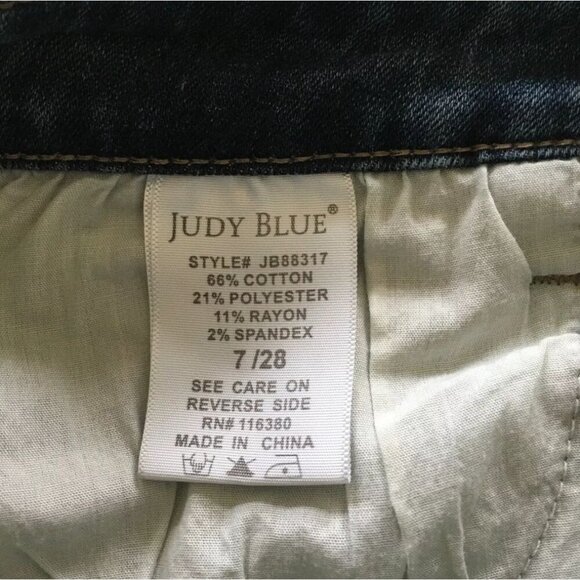 JUDY BLUE®
STYLE# JB88317
66% COTTON
21% POLYESTER
11% RAYON
2% SPANDEX
7 /28
SEE CARE ON
REVERSE SIDE
RN# 116380
MADE IN CHINA